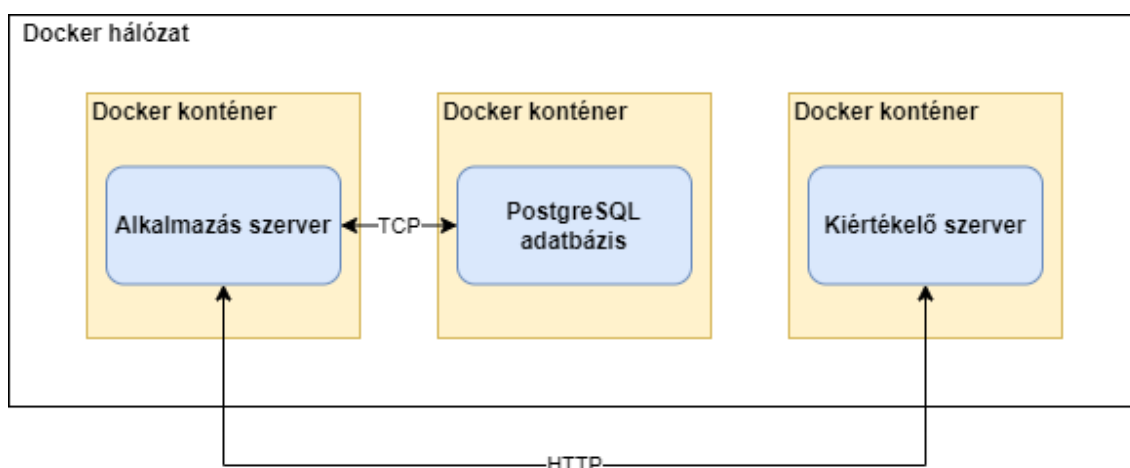 Docker hálózat
Docker konténer
Docker konténer
Docker konténer
Alkalmazás szerver
TCP
PostgreSQL
adatbázis
Kiértékelő szerver
HTTP